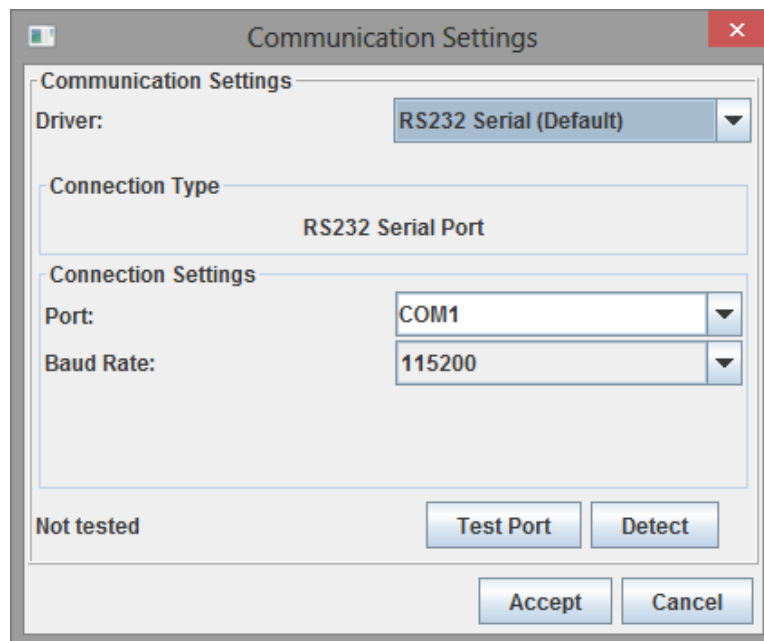 Communication Settings
Communication Settings
Driver: RS232 Serial (Default)
Connection Type
RS232 Serial Port
Connection Settings
Port: COM1
Baud Rate: 115200
Not tested Test Port Detect
Accept Cancel